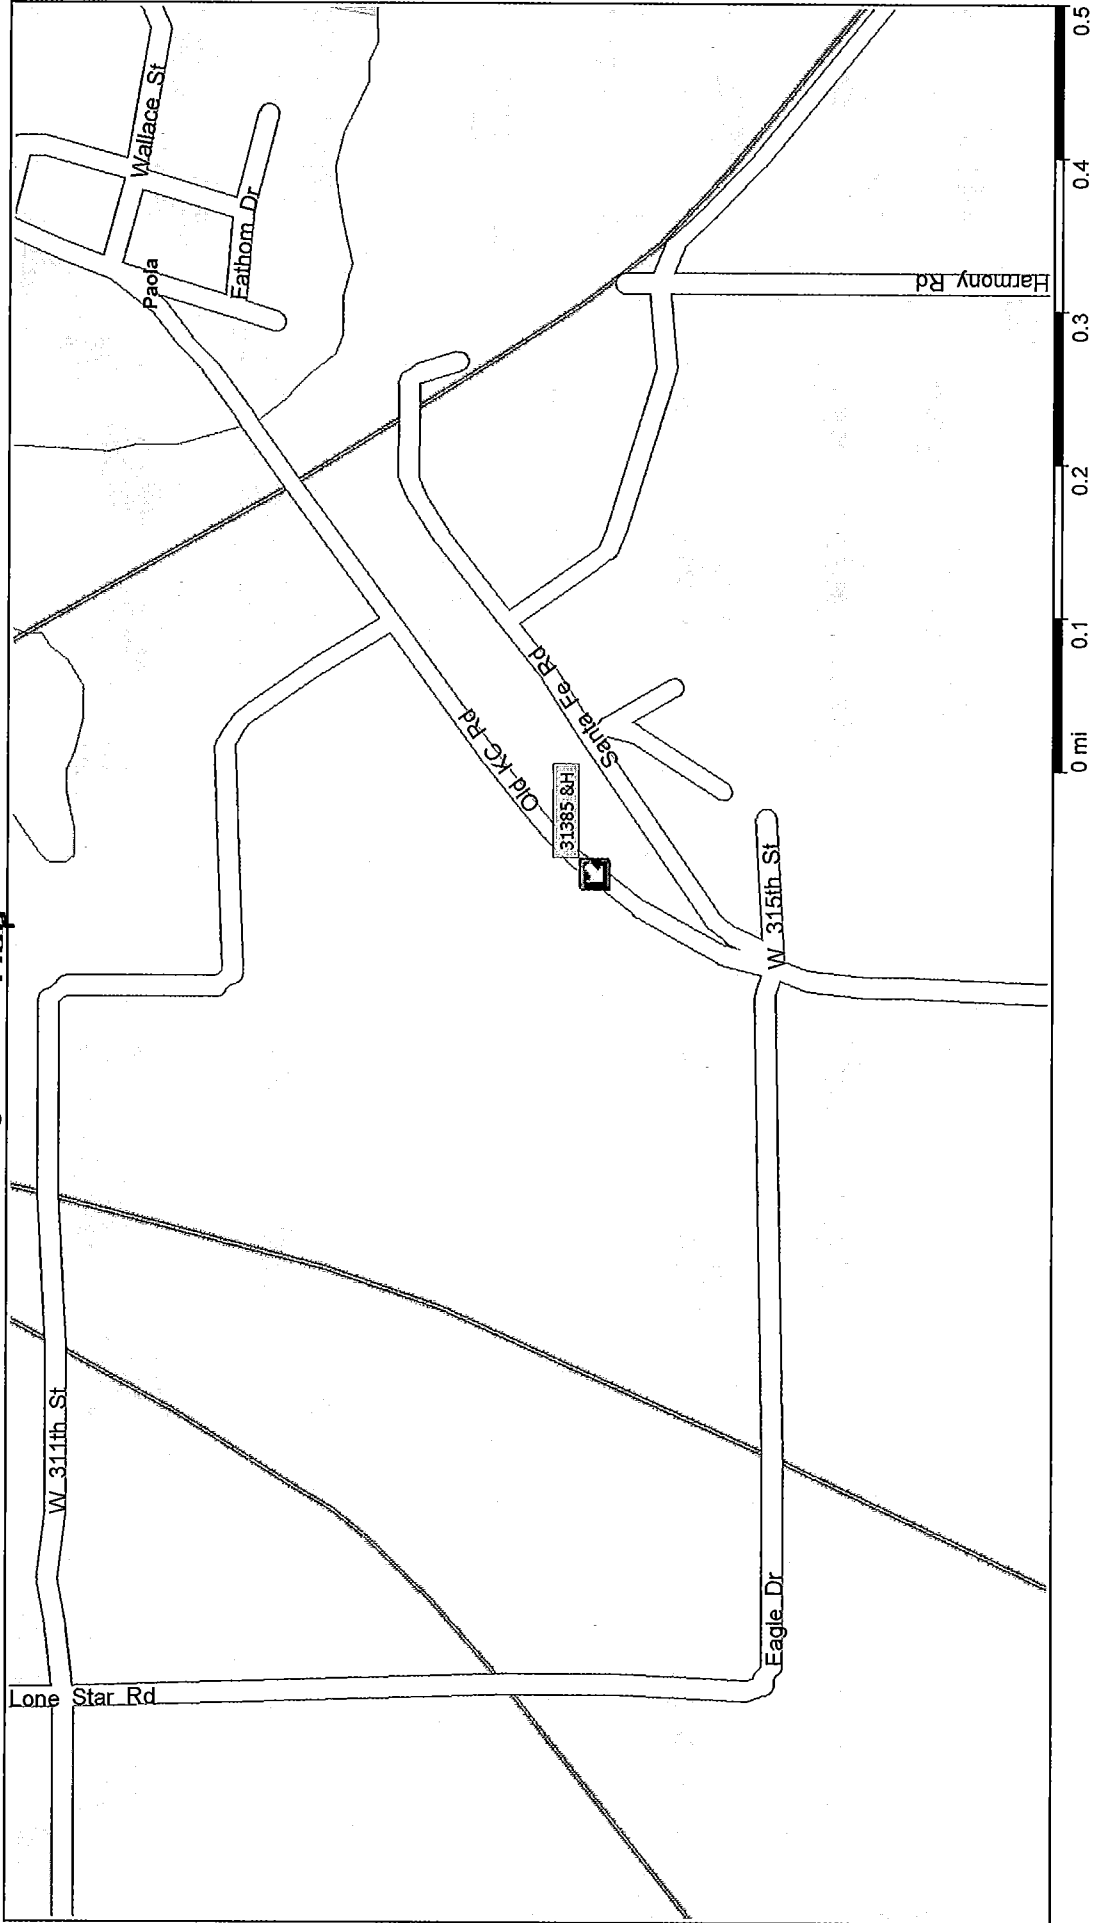 Wallace St
Fathom Dr
Paola
Harmony Rd
Old KC Rd
Santa Fe Rd
31385 &H
W 315th St
W 311th St
Eagle Dr
Lone Star Rd
0 mi
0.1
0.2
0.3
0.4
0.5